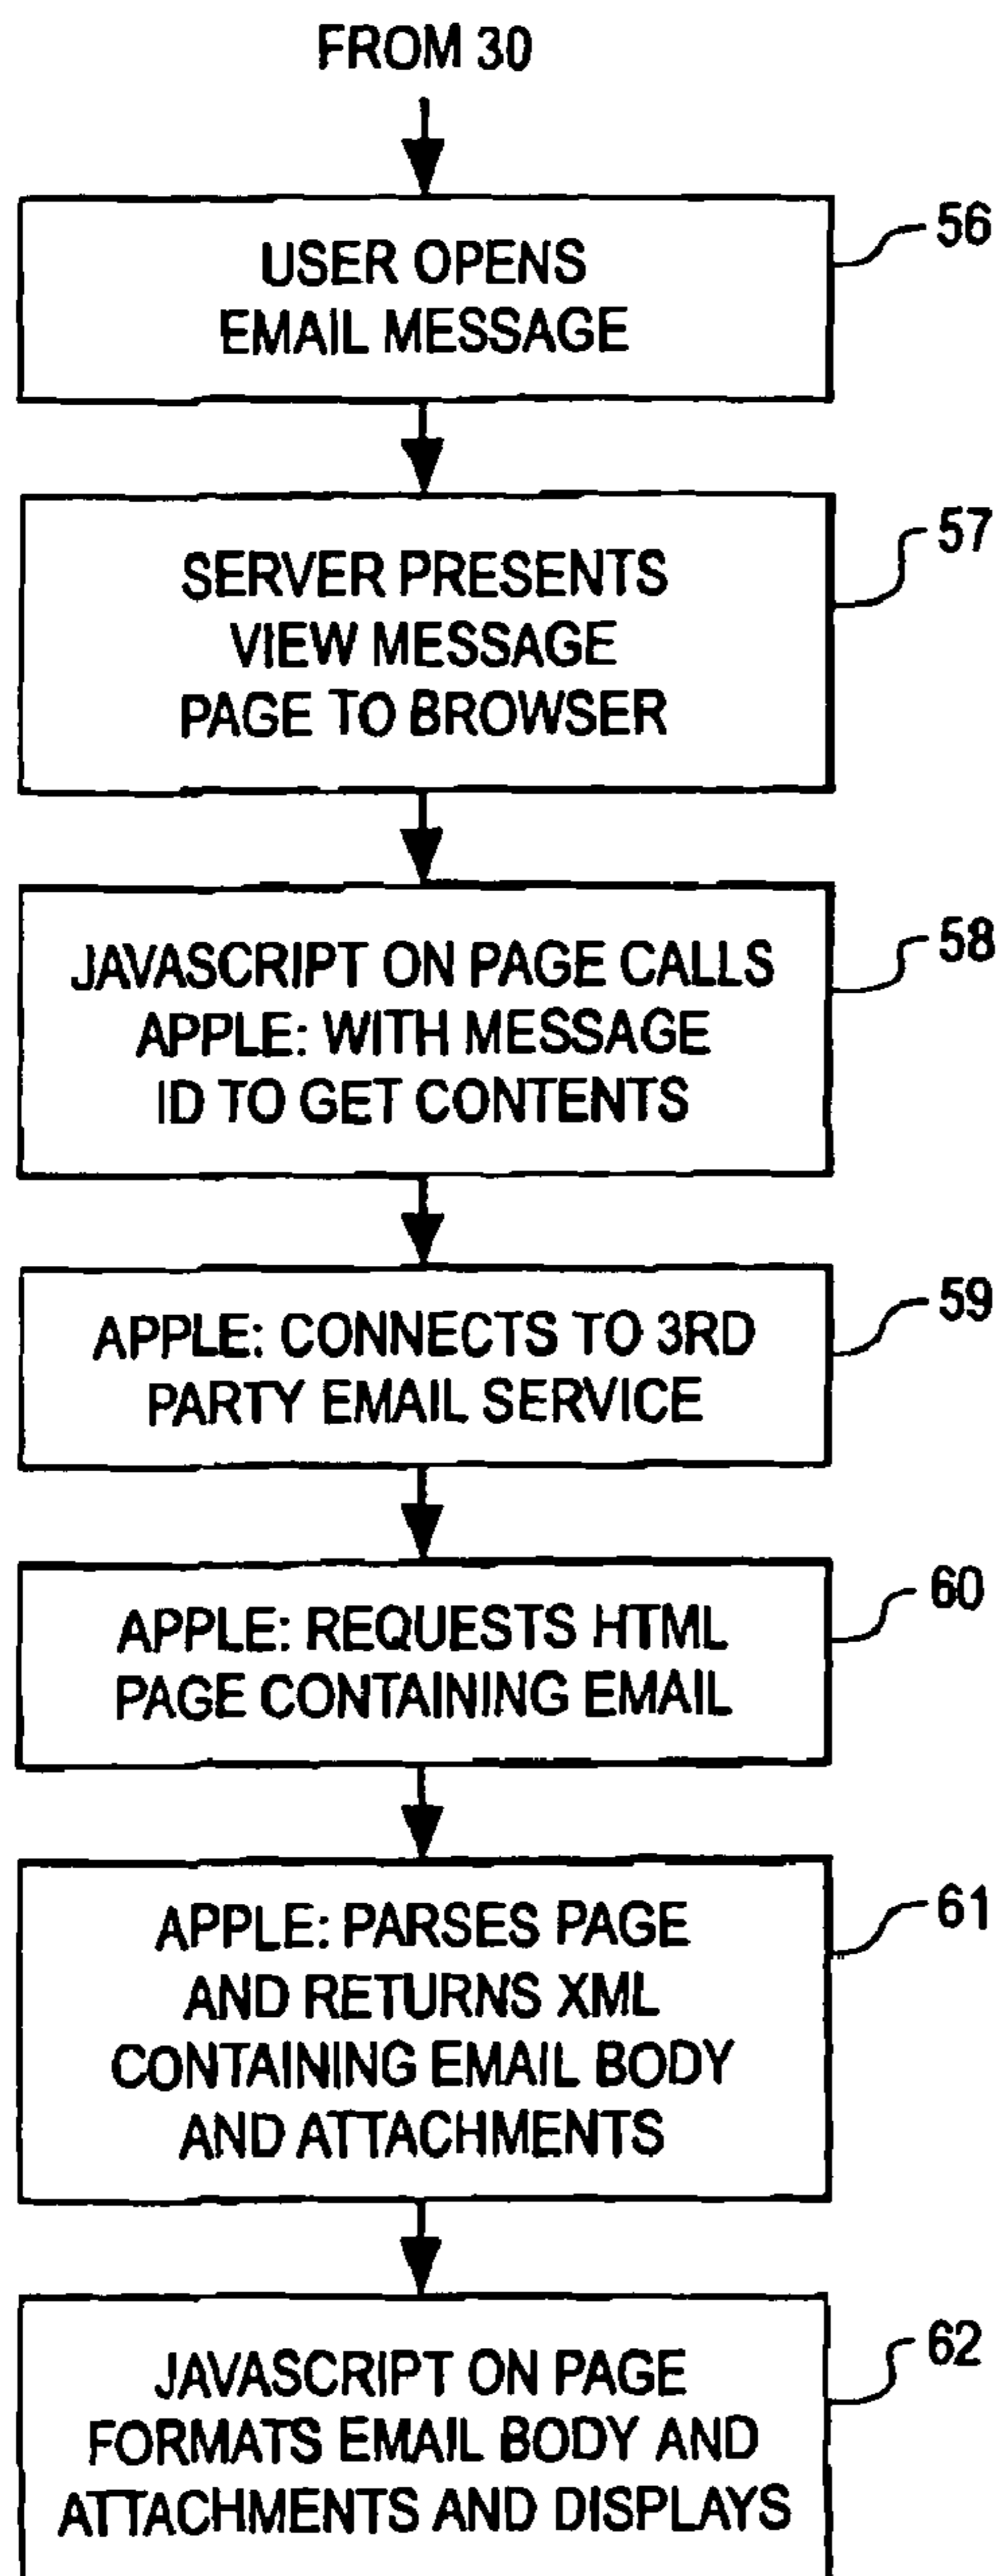 FROM 30
USER OPENS
EMAIL MESSAGE
56
SERVER PRESENTS
VIEW MESSAGE
PAGE TO BROWSER
57
JAVASCRIPT ON PAGE CALLS
APPLE: WITH MESSAGE
ID TO GET CONTENTS
58
APPLE: CONNECTS TO 3RD
PARTY EMAIL SERVICE
59
APPLE: REQUESTS HTML
PAGE CONTAINING EMAIL
60
APPLE: PARSES PAGE
AND RETURNS XML
CONTAINING EMAIL BODY
AND ATTACHMENTS
61
JAVASCRIPT ON PAGE
FORMATS EMAIL BODY AND
ATTACHMENTS AND DISPLAYS
62